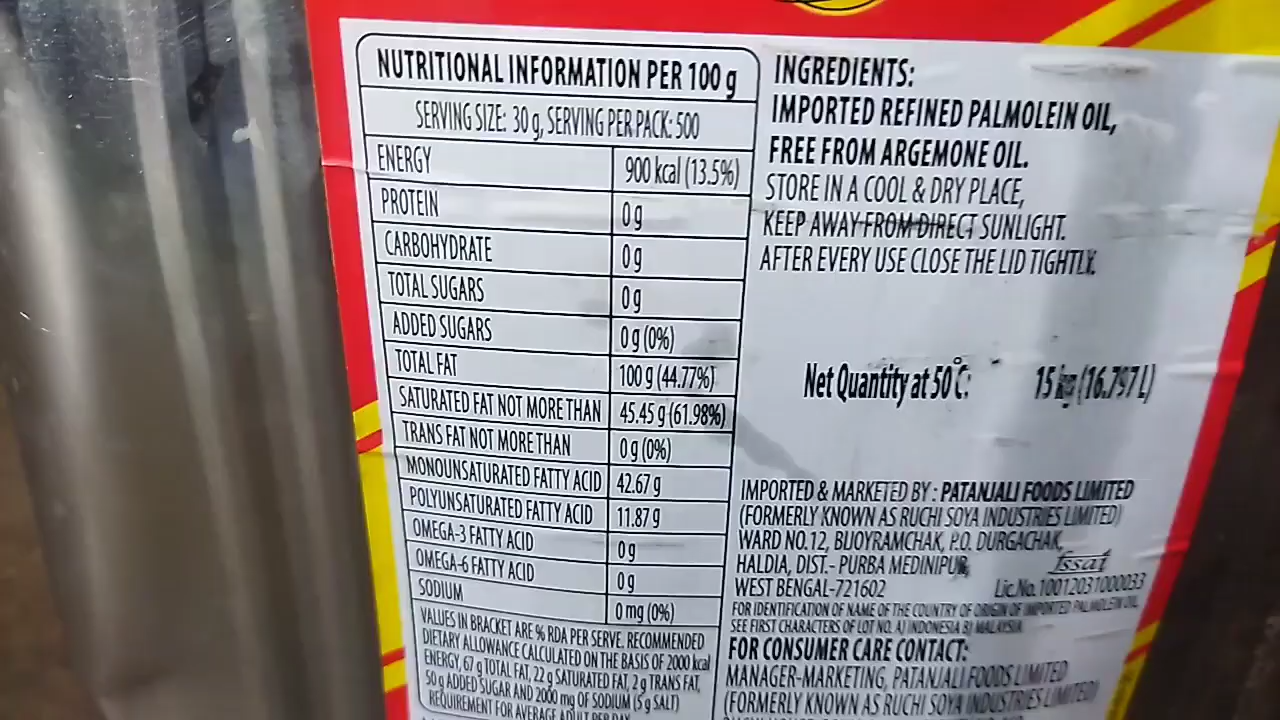 NUTRITIONAL INFORMATION PER 100 g
SERVING SIZE: 30 g, SERVING PER PACK: 500
ENERGY 900 kcal (13.5%)
PROTEIN 0 g
CARBOHYDRATE 0 g
TOTAL SUGARS 0 g
ADDED SUGARS 0 g (0%)
TOTAL FAT 100 g (44.77%)
SATURATED FAT NOT MORE THAN 45.45 g (61.98%)
TRANS FAT NOT MORE THAN 0 g (0%)
MONOUNSATURATED FATTY ACID 42.67 g
POLYUNSATURATED FATTY ACID 11.87 g
OMEGA-3 FATTY ACID 0 g
OMEGA-6 FATTY ACID 0 g
SODIUM 0 mg (0%)
VALUES IN BRACKET ARE % RDA PER SERVE. RECOMMENDED
DIETARY ALLOWANCE CALCULATED ON THE BASIS OF 2000 kcal
ENERGY, 67 g TOTAL FAT, 22 g SATURATED FAT, 2 g TRANS FAT,
50 g ADDED SUGAR AND 2000 mg OF SODIUM (5 g SALT)
REQUIREMENT FOR AVERAGE ADULT PER DAY
INGREDIENTS:
IMPORTED REFINED PALMOLEIN OIL,
FREE FROM ARGEMONE OIL.
STORE IN A COOL & DRY PLACE,
KEEP AWAY FROM DIRECT SUNLIGHT.
AFTER EVERY USE CLOSE THE LID TIGHTLY.
Net Quantity at 50°C: 15 kg (16.797 L)
IMPORTED & MARKETED BY : PATANJALI FOODS LIMITED
(FORMERLY KNOWN AS RUCHI SOYA INDUSTRIES LIMITED)
WARD NO. 12, BIJOYRAMCHAK, P.O. DURGACHAK,
HALDIA, DIST.- PURBA MEDINIPUR,
WEST BENGAL-721602
fssai
Lic.No. 10012031000033
FOR IDENTIFICATION OF NAME OF THE COUNTRY OF ORIGIN OF IMPORTED PALMOLEIN OIL
SEE FIRST CHARACTERS OF LOT NO. A) INDONESIA B) MALAYSIA
FOR CONSUMER CARE CONTACT:
MANAGER-MARKETING, PATANJALI FOODS LIMITED
(FORMERLY KNOWN AS RUCHI SOYA INDUSTRIES LIMITED)